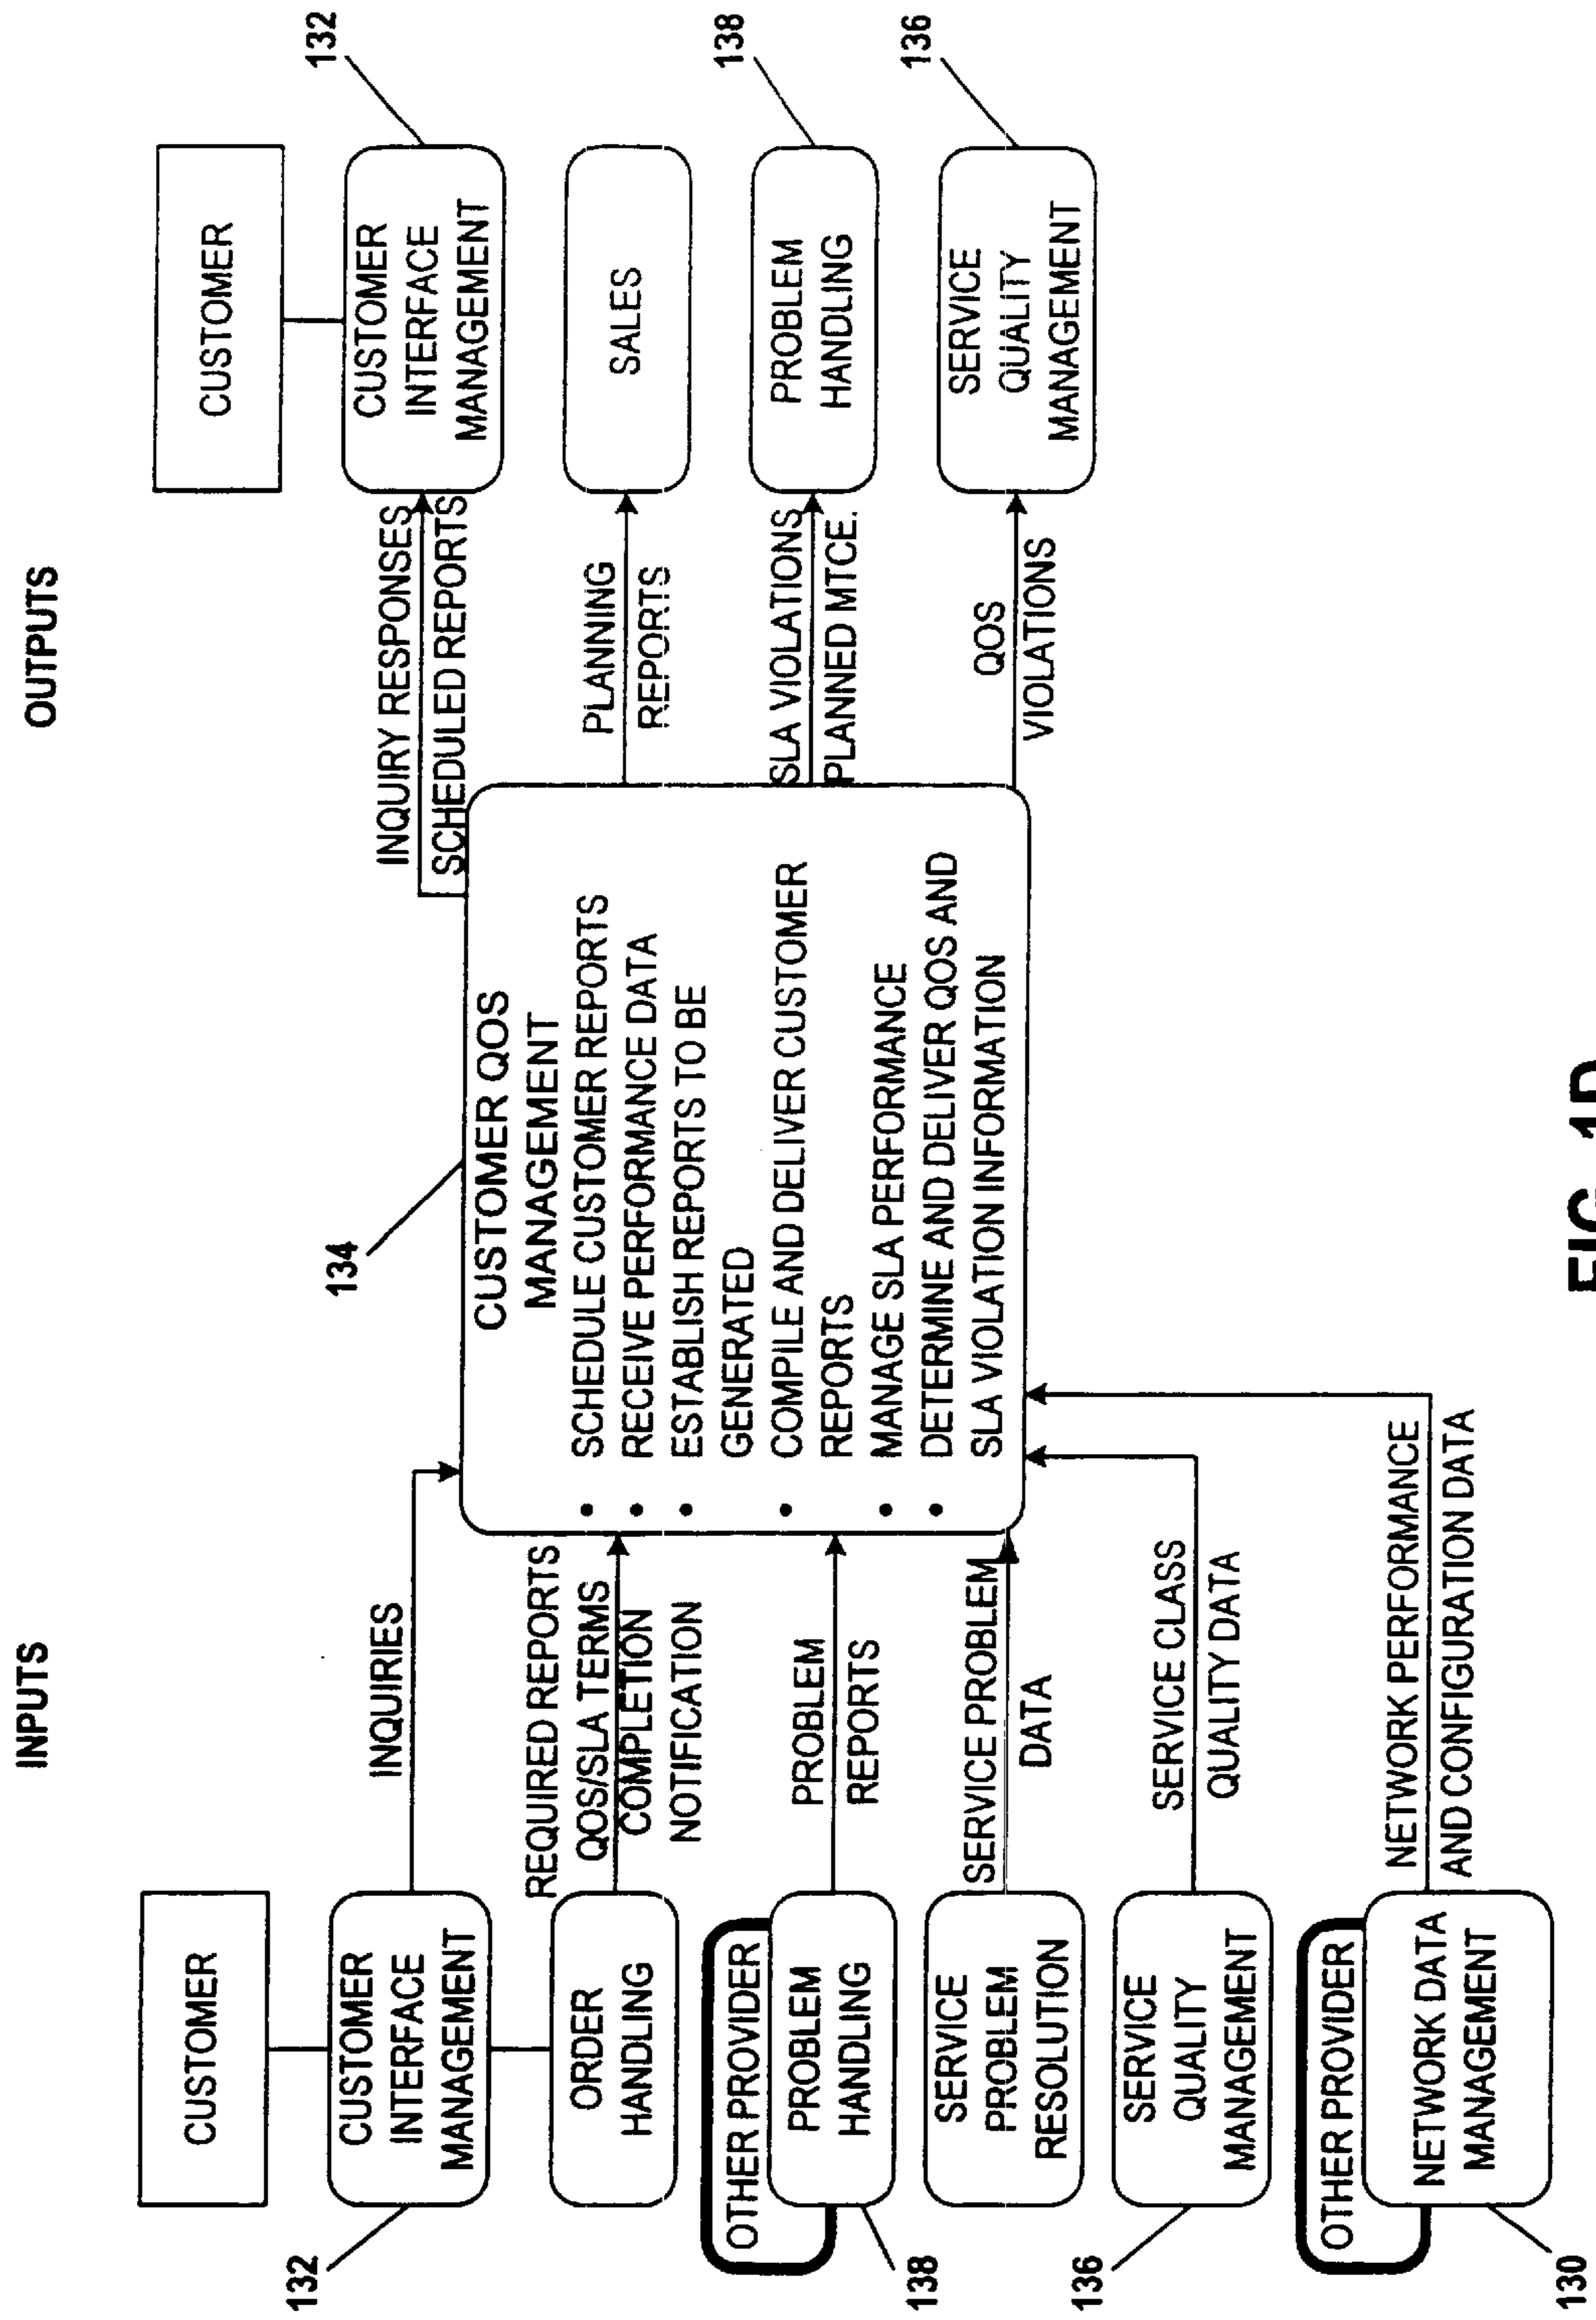 INPUTS
OUTPUTS
CUSTOMER
132
CUSTOMER
INTERFACE
MANAGEMENT
INQUIRIES
ORDER
HANDLING
REQUIRED REPORTS
QOS/SLA TERMS
COMPLETION
NOTIFICATION
OTHER PROVIDER
PROBLEM
HANDLING
138
PROBLEM
REPORTS
SERVICE
PROBLEM
RESOLUTION
SERVICE PROBLEM
DATA
SERVICE
QUALITY
MANAGEMENT
136
SERVICE CLASS
QUALITY DATA
OTHER PROVIDER
NETWORK DATA
MANAGEMENT
130
NETWORK PERFORMANCE
AND CONFIGURATION DATA
134
CUSTOMER QOS
MANAGEMENT
• SCHEDULE CUSTOMER REPORTS
• RECEIVE PERFORMANCE DATA
• ESTABLISH REPORTS TO BE
GENERATED
• COMPILE AND DELIVER CUSTOMER
REPORTS
• MANAGE SLA PERFORMANCE
• DETERMINE AND DELIVER QOS AND
SLA VIOLATION INFORMATION
INQUIRY RESPONSES
SCHEDULED REPORTS
CUSTOMER
CUSTOMER
INTERFACE
MANAGEMENT
132
PLANNING
REPORTS
SALES
SLA VIOLATIONS
PLANNED MTCE.
PROBLEM
HANDLING
138
QOS
VIOLATIONS
SERVICE
QUALITY
MANAGEMENT
136